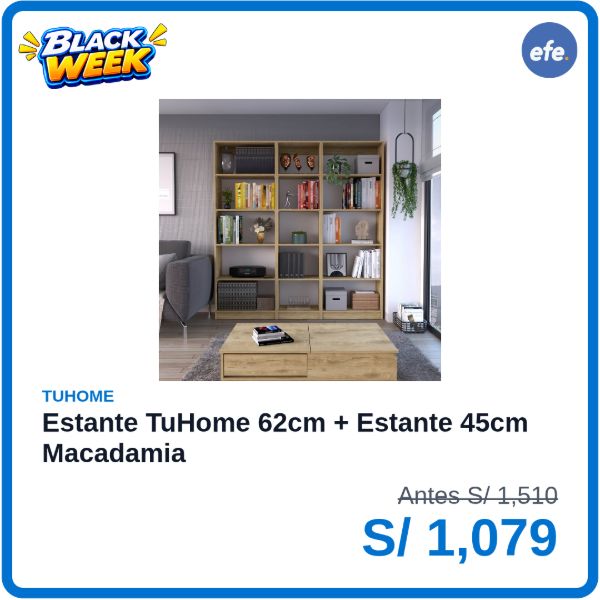 BLACK
WEEK
efe.
TUHOME
Estante TuHome 62cm + Estante 45cm
Macadamia
Antes S/ 1,510
S/ 1,079